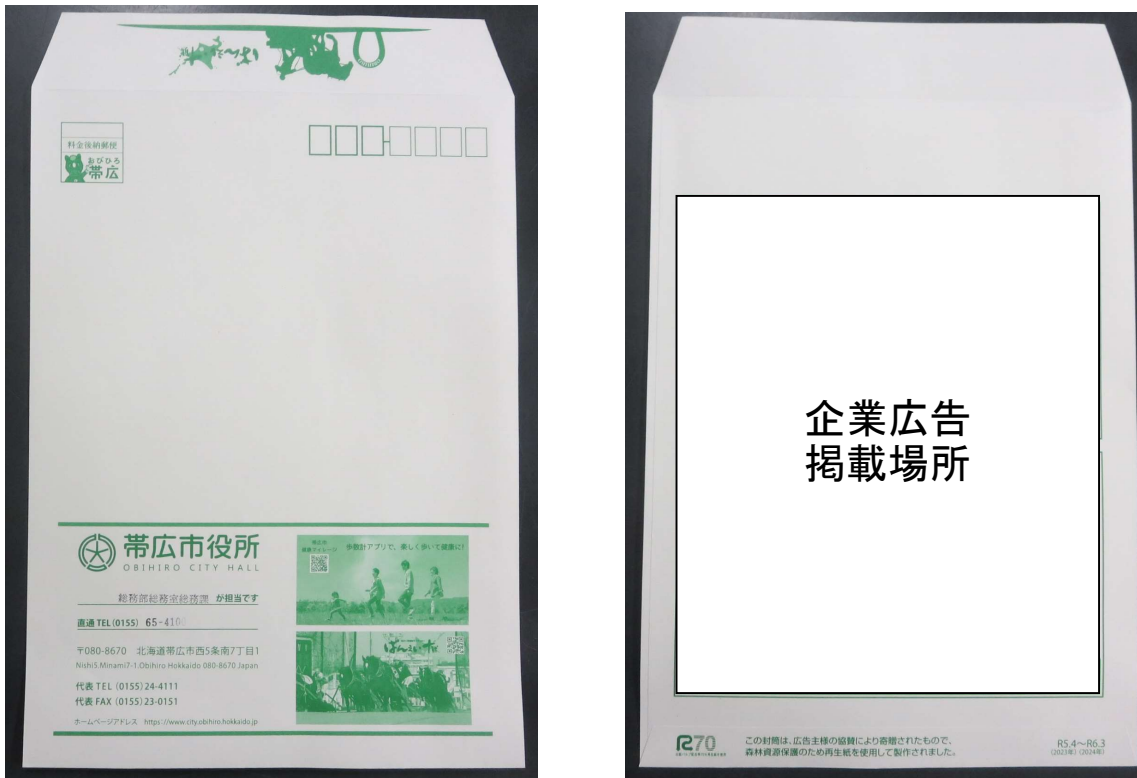 料金後納郵便
おびひろ
帯広
帯広市役所
OBIHIRO CITY HALL
総務部総務室総務課 が担当です
直通 TEL(0155) 65-4100
〒080-8670 北海道帯広市西5条南7丁目1
Nishi5.Minami7-1.Obihiro Hokkaido 080-8670 Japan
代表 TEL (0155)24-4111
代表 FAX (0155)23-0151
ホームページアドレス https://www.city.obihiro.hokkaido.jp
歩数計アプリで、楽しく歩いて健康に!
ばんえい十勝
企業広告
掲載場所
R70
この封筒は、広告主様の協賛により寄贈されたもので、
森林資源保護のため再生紙を使用して製作されました。
R5.4~R6.3
(2023年)(2024年)